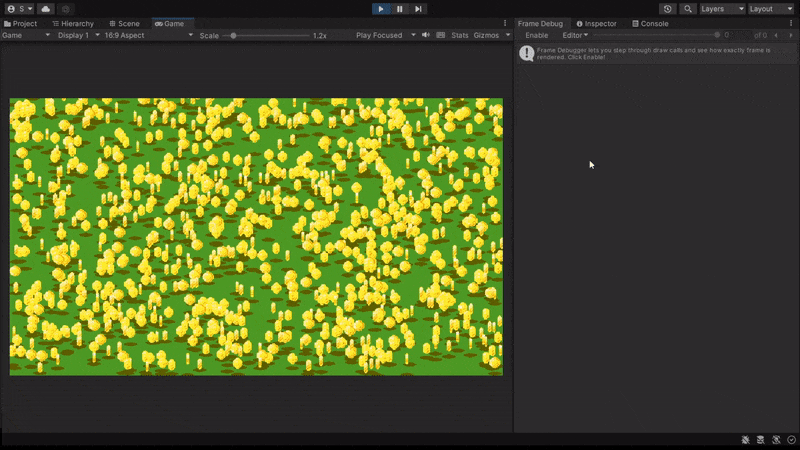 S
Layers
Layout
Project
Hierarchy
Scene
Game
Frame Debug
Inspector
Console
Game
Display 1
16:9 Aspect
Scale
1.2x
Play Focused
Stats
Gizmos
Enable
Editor
0
of 0
Frame Debugger lets you step through draw calls and see how exactly frame is
rendered. Click Enable!